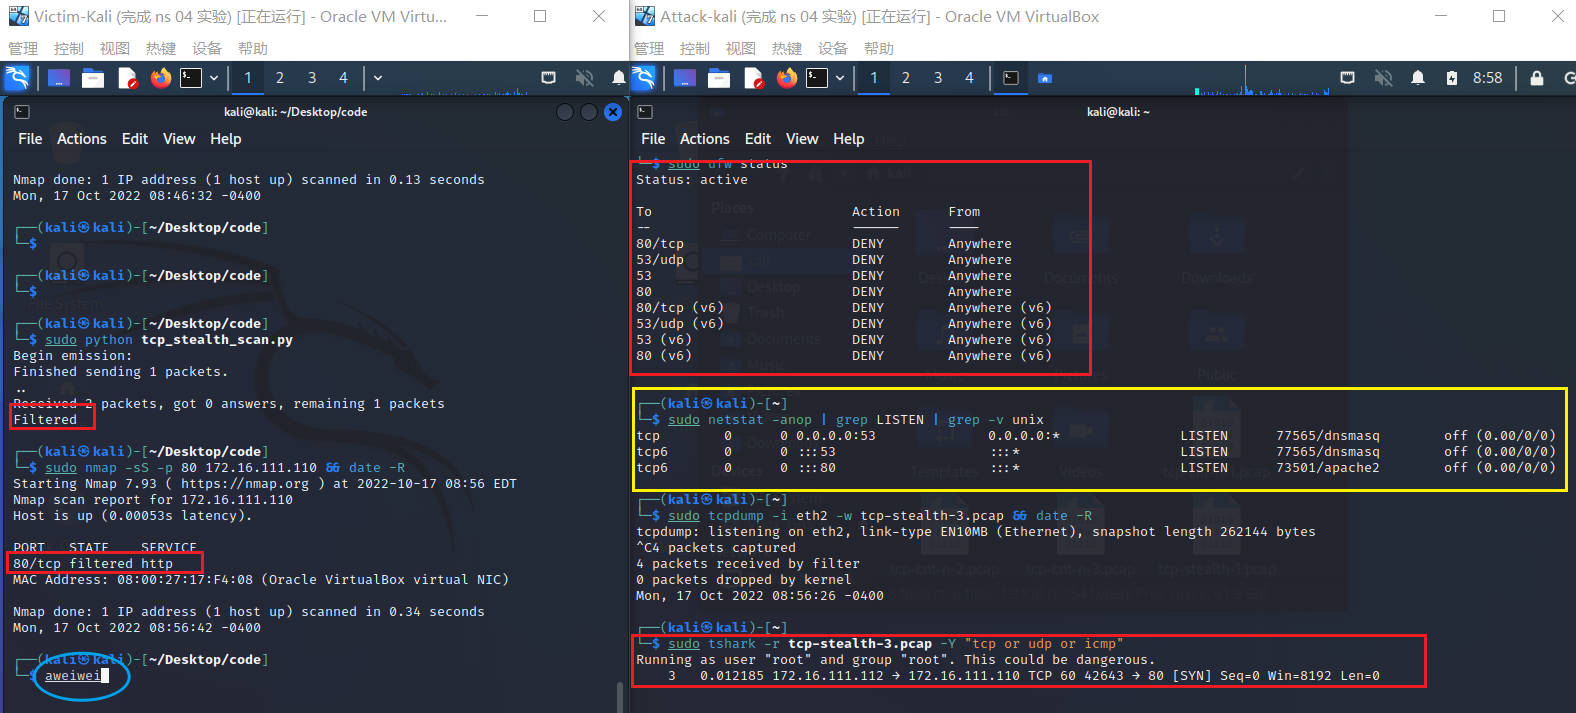 Victim-Kali (完成 ns 04 实验) [正在运行] - Oracle VM Virtu...
管理 控制 视图 热键 设备 帮助
1 2 3 4
kali@kali: ~/Desktop/code
File Actions Edit View Help
Nmap done: 1 IP address (1 host up) scanned in 0.13 seconds
Mon, 17 Oct 2022 08:46:32 -0400
┌──(kali㉿kali)-[~/Desktop/code]
└─$
┌──(kali㉿kali)-[~/Desktop/code]
└─$
┌──(kali㉿kali)-[~/Desktop/code]
└─$ sudo python tcp_stealth_scan.py
Begin emission:
Finished sending 1 packets.
..
Received 2 packets, got 0 answers, remaining 1 packets
Filtered
┌──(kali㉿kali)-[~/Desktop/code]
└─$ sudo nmap -sS -p 80 172.16.111.110 && date -R
Starting Nmap 7.93 ( https://nmap.org ) at 2022-10-17 08:56 EDT
Nmap scan report for 172.16.111.110
Host is up (0.00053s latency).
PORT STATE SERVICE
80/tcp filtered http
MAC Address: 08:00:27:17:F4:08 (Oracle VirtualBox virtual NIC)
Nmap done: 1 IP address (1 host up) scanned in 0.34 seconds
Mon, 17 Oct 2022 08:56:42 -0400
┌──(kali㉿kali)-[~/Desktop/code]
└─$ aweiwei
Attack-kali (完成 ns 04 实验) [正在运行] - Oracle VM VirtualBox
管理 控制 视图 热键 设备 帮助
1 2 3 4 8:58
kali@kali: ~
File Actions Edit View Help
└─$ sudo ufw status
Status: active
To Action From
-- ------ ----
80/tcp DENY Anywhere
53/udp DENY Anywhere
53 DENY Anywhere
80 DENY Anywhere
80/tcp (v6) DENY Anywhere (v6)
53/udp (v6) DENY Anywhere (v6)
53 (v6) DENY Anywhere (v6)
80 (v6) DENY Anywhere (v6)
┌──(kali㉿kali)-[~]
└─$ sudo netstat -anop | grep LISTEN | grep -v unix
tcp 0 0 0.0.0.0:53 0.0.0.0:* LISTEN 77565/dnsmasq off (0.00/0/0)
tcp6 0 0 :::53 :::* LISTEN 77565/dnsmasq off (0.00/0/0)
tcp6 0 0 :::80 :::* LISTEN 73501/apache2 off (0.00/0/0)
┌──(kali㉿kali)-[~]
└─$ sudo tcpdump -i eth2 -w tcp-stealth-3.pcap && date -R
tcpdump: listening on eth2, link-type EN10MB (Ethernet), snapshot length 262144 bytes
^C4 packets captured
4 packets received by filter
0 packets dropped by kernel
Mon, 17 Oct 2022 08:56:26 -0400
┌──(kali㉿kali)-[~]
└─$ sudo tshark -r tcp-stealth-3.pcap -Y "tcp or udp or icmp"
Running as user "root" and group "root". This could be dangerous.
3 0.012185 172.16.111.112 → 172.16.111.110 TCP 60 42643 → 80 [SYN] Seq=0 Win=8192 Len=0